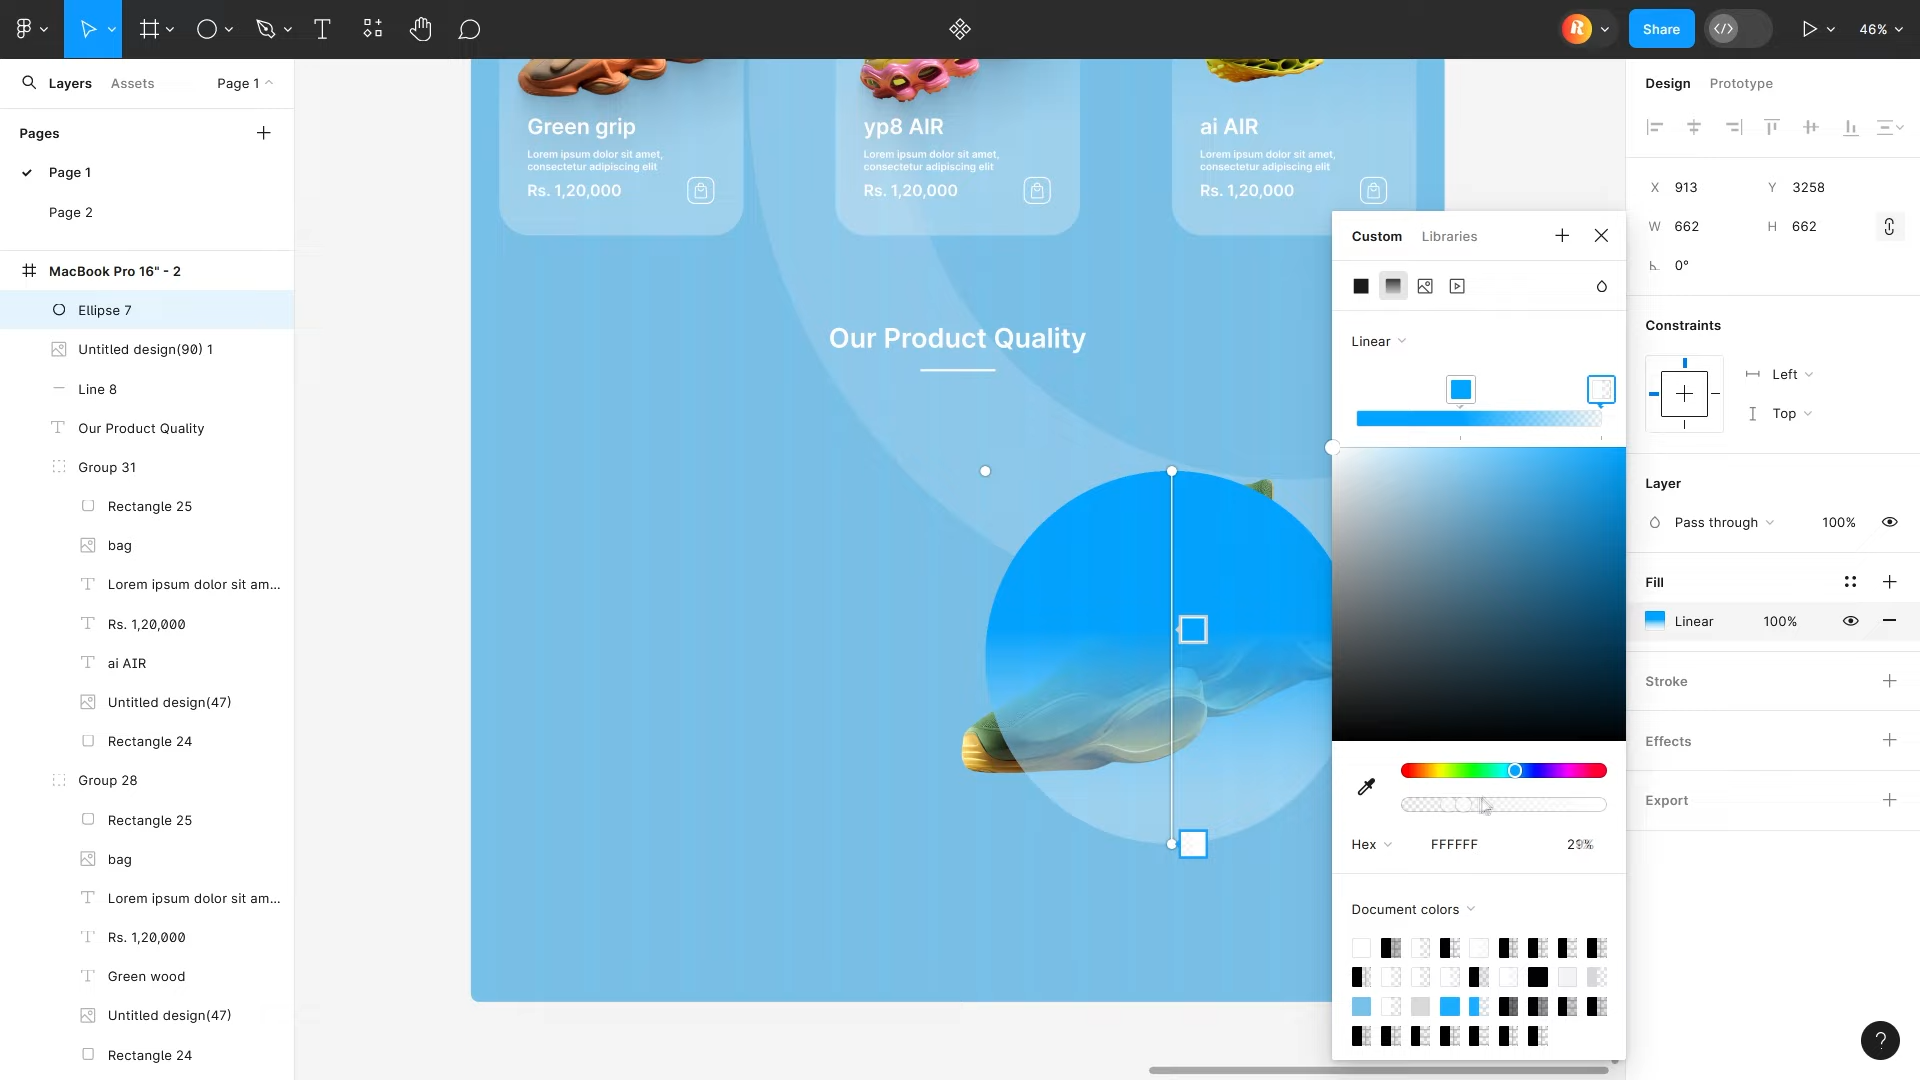 Share
46%
Layers
Assets
Page 1
Pages
Page 1
Page 2
MacBook Pro 16" - 2
Ellipse 7
Untitled design(90) 1
Line 8
Our Product Quality
Group 31
Rectangle 25
bag
Lorem ipsum dolor sit am...
Rs. 1,20,000
ai AIR
Untitled design(47)
Rectangle 24
Group 28
Rectangle 25
bag
Lorem ipsum dolor sit am...
Rs. 1,20,000
Green wood
Untitled design(47)
Rectangle 24
Green grip
Lorem ipsum dolor sit amet,
consectetur adipiscing elit
Rs. 1,20,000
yp8 AIR
Lorem ipsum dolor sit amet,
consectetur adipiscing elit
Rs. 1,20,000
ai AIR
Lorem ipsum dolor sit amet,
consectetur adipiscing elit
Rs. 1,20,000
Our Product Quality
Custom
Libraries
Linear
Hex
FFFFFF
Document colors
Design
Prototype
X 913
Y 3258
W 662
H 662
0°
Constraints
Left
Top
Layer
Pass through
100%
Fill
Linear
100%
Stroke
Effects
Export
?